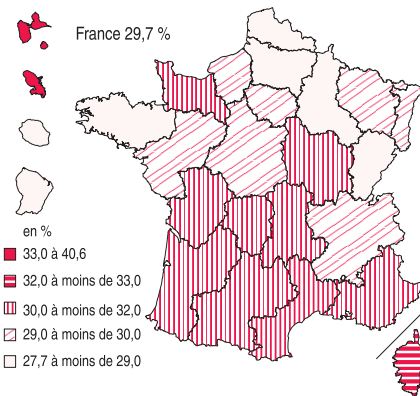 France 29,7 %
en %
33,0 à 40,6
32,0 à moins de 33,0
30,0 à moins de 32,0
29,0 à moins de 30,0
27,7 à moins de 29,0